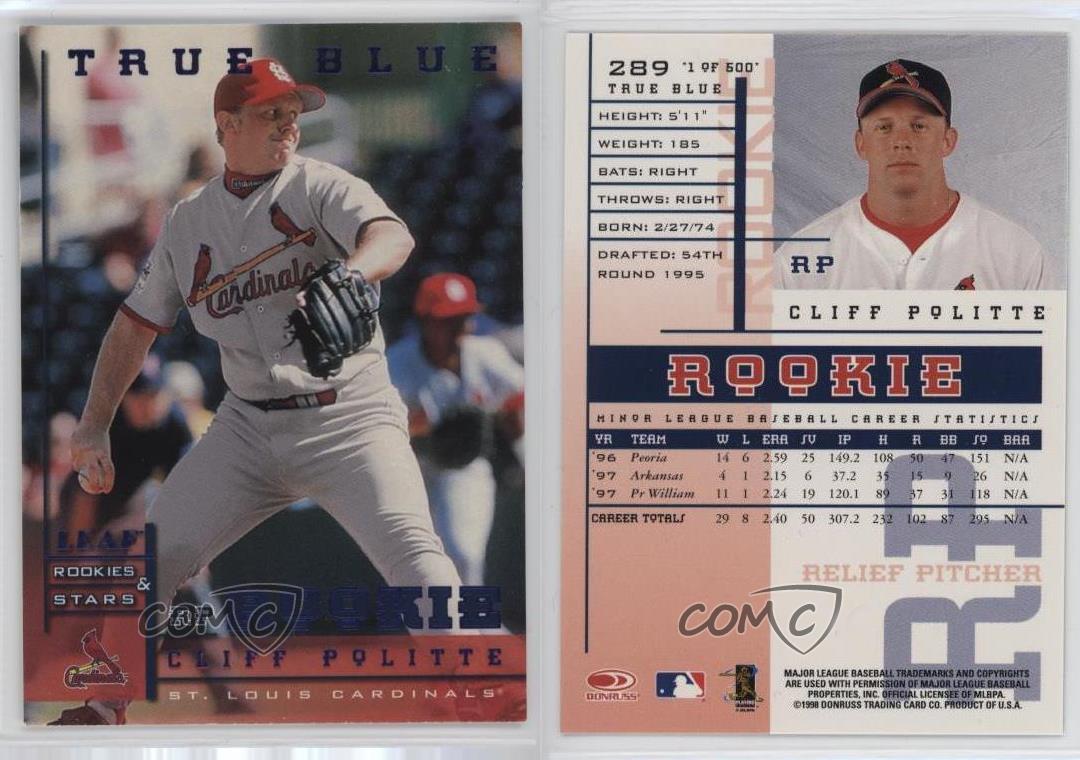 TRUE BLUE
Cardinals
LEAF
ROOKIES
&
STARS
RP
ROOKIE
CLIFF POLITTE
ST. LOUIS CARDINALS
COMC
289 "1 OF 500"
TRUE BLUE
HEIGHT: 5'11"
WEIGHT: 185
BATS: RIGHT
THROWS: RIGHT
BORN: 2/27/74
DRAFTED: 54TH
ROUND 1995
ROOKIE
RP
CLIFF POLITTE
ROOKIE
MINOR LEAGUE BASEBALL CAREER STATISTICS
YR TEAM W L ERA SV IP H R BB SO BAA
'96 Peoria 14 6 2.59 25 149.2 108 50 47 151 N/A
'97 Arkansas 4 1 2.15 6 37.2 35 15 9 26 N/A
'97 Pr William 11 1 2.24 19 120.1 89 37 31 118 N/A
CAREER TOTALS 29 8 2.40 50 307.2 232 102 87 295 N/A
RP
RELIEF PITCHER
COMC
DONRUSS
MAJOR LEAGUE BASEBALL TRADEMARKS AND COPYRIGHTS
ARE USED WITH PERMISSION OF MAJOR LEAGUE BASEBALL
PROPERTIES, INC. OFFICIAL LICENSEE OF MLBPA.
©1998 DONRUSS TRADING CARD CO. PRODUCT OF U.S.A.